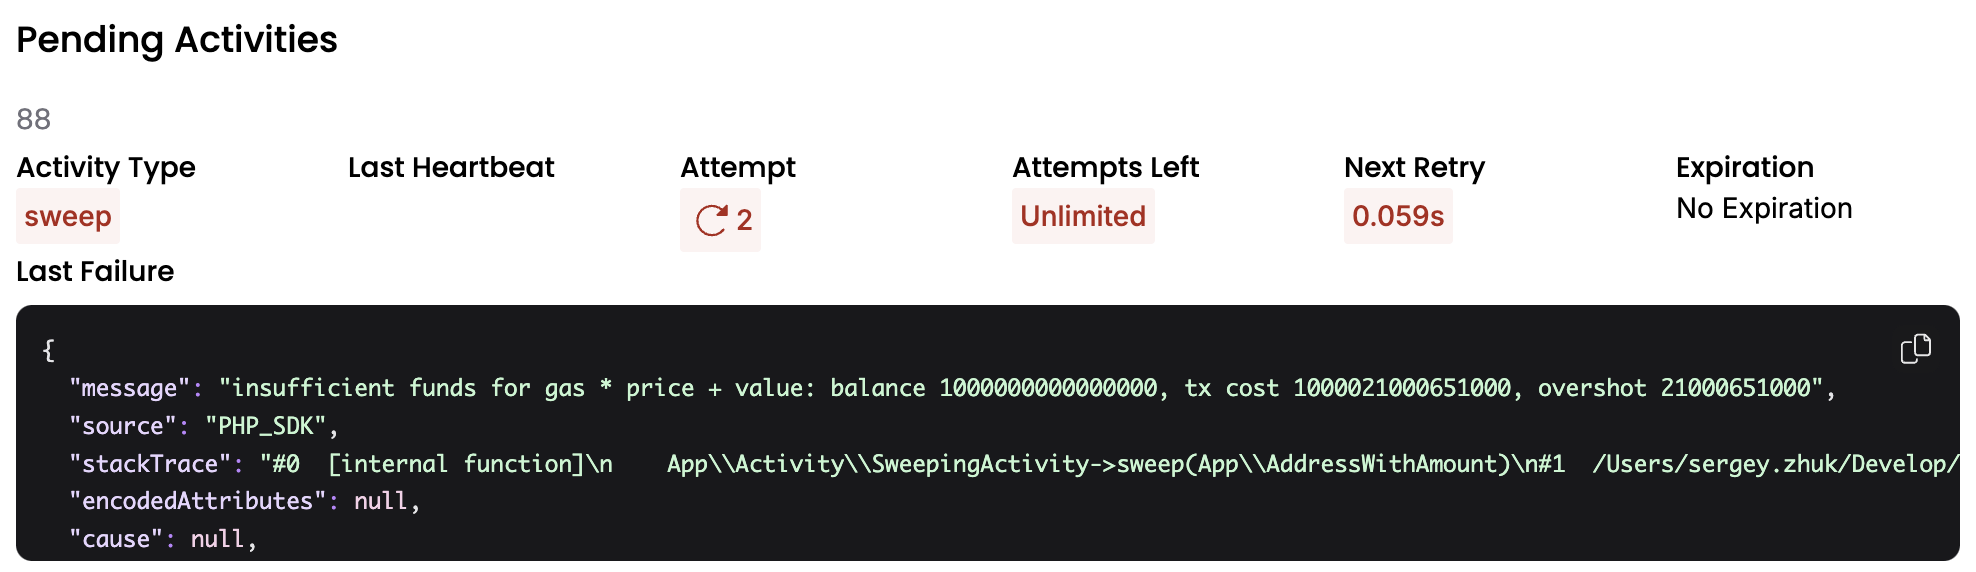 Pending Activities
88
Activity Type Last Heartbeat Attempt Attempts Left Next Retry Expiration
sweep 2 Unlimited 0.059s No Expiration
Last Failure
{
"message": "insufficient funds for gas * price + value: balance 1000000000000000, tx cost 1000021000651000, overshot 21000651000",
"source": "PHP_SDK",
"stackTrace": "#0  [internal function]\n    App\\Activity\\SweepingActivity->sweep(App\\AddressWithAmount)\n#1  /Users/sergey.zhuk/Develop/
"encodedAttributes": null,
"cause": null,